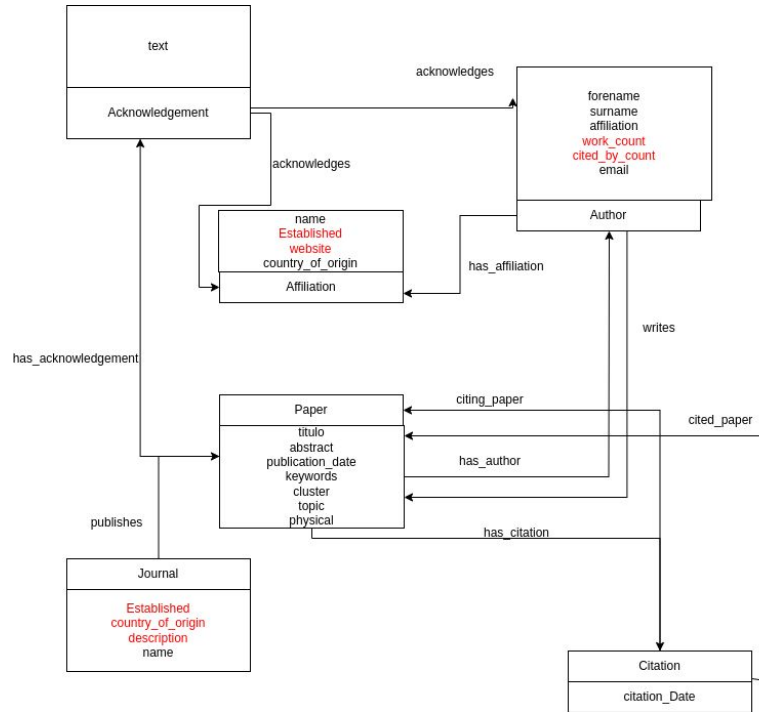 text
Acknowledgement
acknowledges
forename
surname
affiliation
work_count
cited_by_count
email
Author
acknowledges
name
Established
website
country_of_origin
Affiliation
has_affiliation
writes
has_acknowledgement
Paper
titulo
abstract
publication_date
keywords
cluster
topic
physical
citing_paper
cited_paper
has_author
has_citation
publishes
Journal
Established
country_of_origin
description
name
Citation
citation_Date